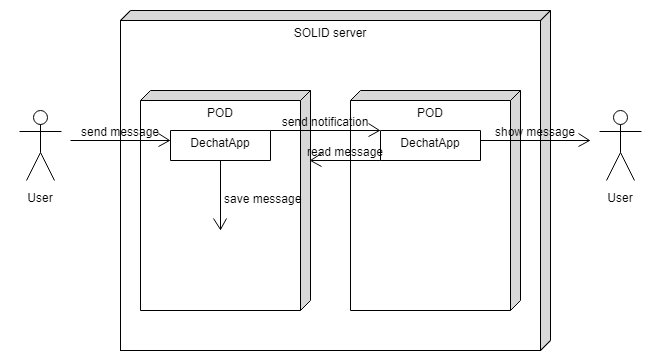 SOLID server
POD
POD
send notification
send message
DechatApp
DechatApp
show message
read message
User
save message
User